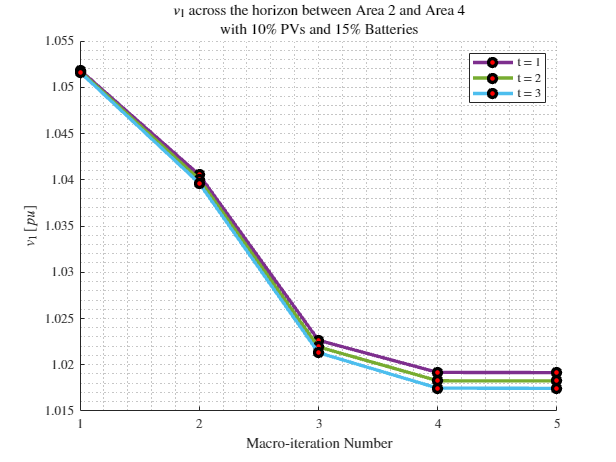 v₁ across the horizon between Area 2 and Area 4
with 10% PVs and 15% Batteries
1.055
1.05
1.045
1.04
1.035
1.03
1.025
1.02
1.015
v₁ [pu]
t = 1
t = 2
t = 3
1 2 3 4 5
Macro-iteration Number